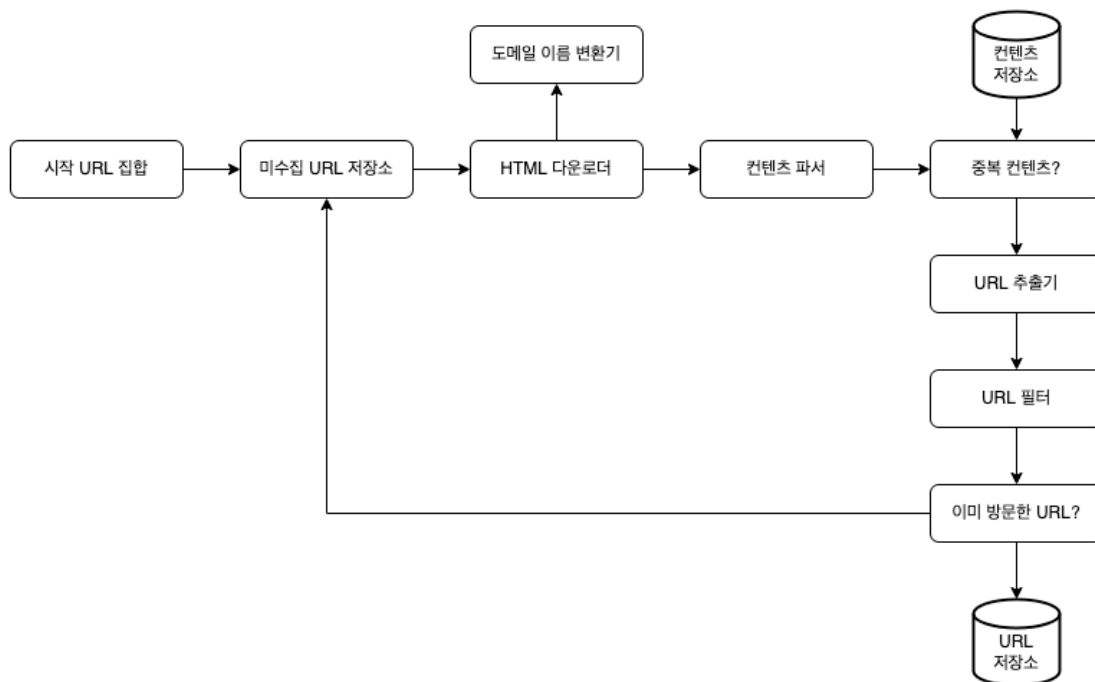 도메일 이름 변환기
컨텐츠
저장소
시작 URL 집합
미수집 URL 저장소
HTML 다운로더
컨텐츠 파서
중복 컨텐츠?
URL 추출기
URL 필터
이미 방문한 URL?
URL
저장소